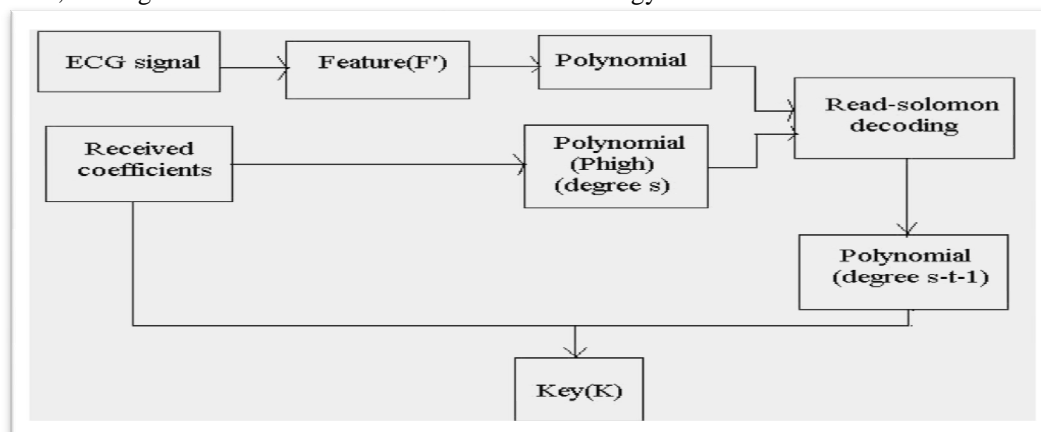 ECG signal
Feature(F')
Polynomial
Read-solomon
decoding
Received
coefficients
Polynomial
(Phigh)
(degree s)
Polynomial
(degree s-t-1)
Key(K)